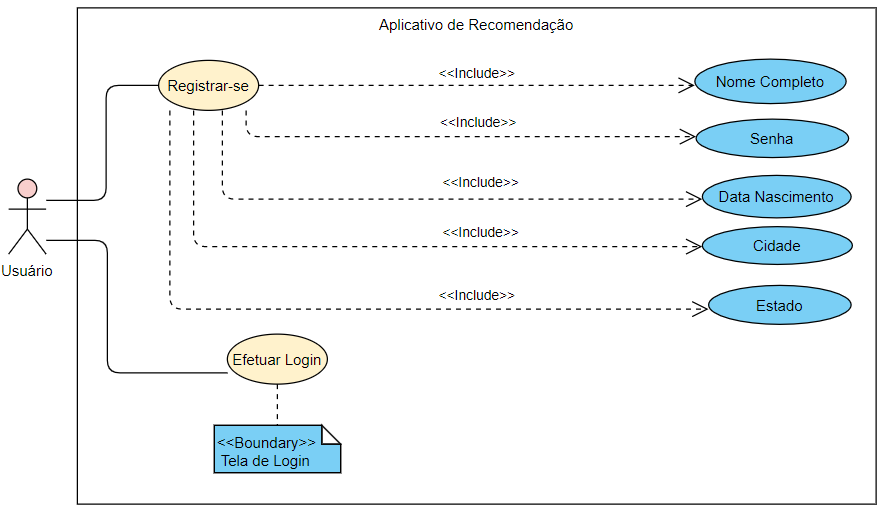 Aplicativo de Recomendação
Registrar-se
<<Include>>
Nome Completo
<<Include>>
Senha
<<Include>>
Data Nascimento
<<Include>>
Cidade
<<Include>>
Estado
Usuário
Efetuar Login
<<Boundary>>
Tela de Login